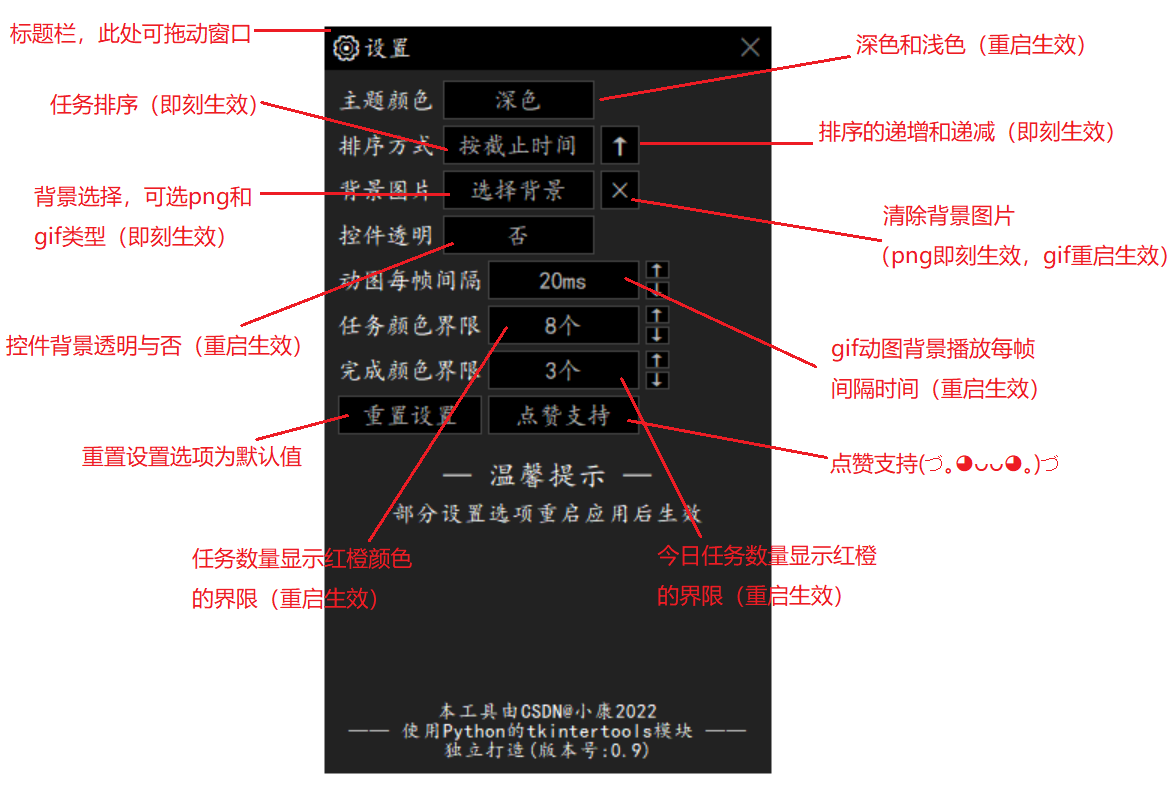 标题栏，此处可拖动窗口
设置
深色和浅色（重启生效）
主题颜色 深色
任务排序（即刻生效）
排序方式 按截止时间 ↑
排序的递增和递减（即刻生效）
背景选择，可选png和
gif类型（即刻生效）
背景图片 选择背景 ×
清除背景图片
（png即刻生效，gif重启生效）
控件透明 否
动图每帧间隔 20ms ↑ ↓
任务颜色界限 8个 ↑ ↓
控件背景透明与否（重启生效）
gif动图背景播放每帧
间隔时间（重启生效）
完成颜色界限 3个 ↑ ↓
重置设置 点赞支持
重置设置选项为默认值
点赞支持(づ｡◕ᴗᴗ◕｡)づ
— 温馨提示 —
部分设置选项重启应用后生效
任务数量显示红橙颜色
的界限（重启生效）
今日任务数量显示红橙
的界限（重启生效）
本工具由CSDN@小康2022
—— 使用Python的tkintertools模块 ——
独立打造(版本号:0.9)